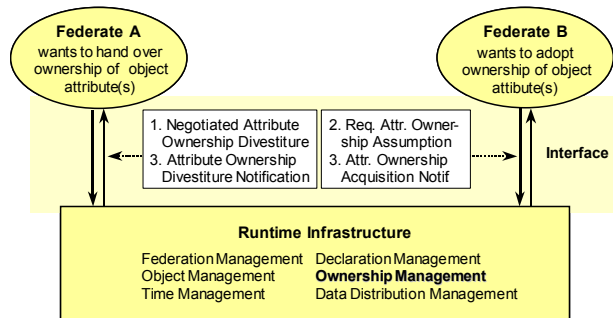 Federate A
wants to hand over
ownership of object
attribute(s)
Federate B
wants to adopt
ownership of object
attibute(s)
1. Negotiated Attribute
Ownership Divestiture
3. Attribute Ownership
Divestiture Notification
2. Req. Attr. Owner-
ship Assumption
3. Attr. Ownership
Acquisition Notif
Interface
Runtime Infrastructure
Federation Management Declaration Management
Object Management Ownership Management
Time Management Data Distribution Management